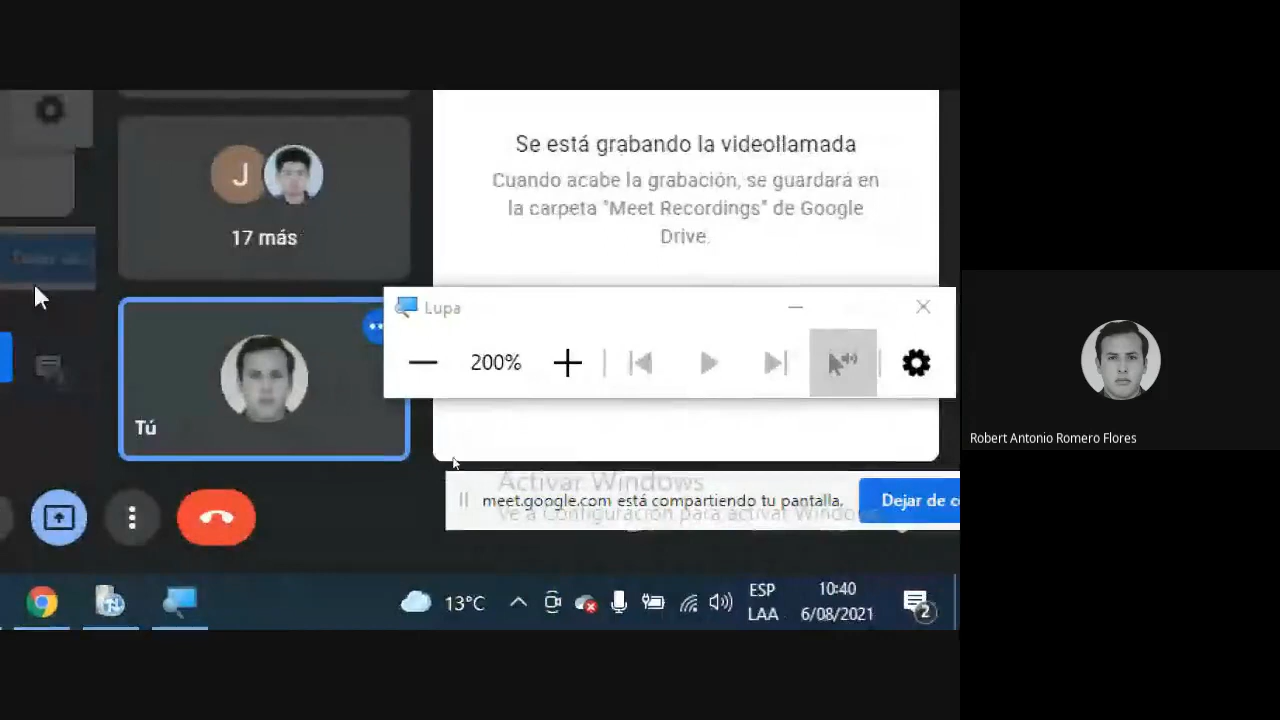 Se está grabando la videollamada
Cuando acabe la grabación, se guardará en
la carpeta "Meet Recordings" de Google
Drive.
J
17 más
Lupa
200%
Tú
Robert Antonio Romero Flores
Activar Windows
meet.google.com está compartiendo tu pantalla.
Dejar de c
Ve a Configuración para activar Windows
13°C
ESP
LAA
10:40
6/08/2021
2